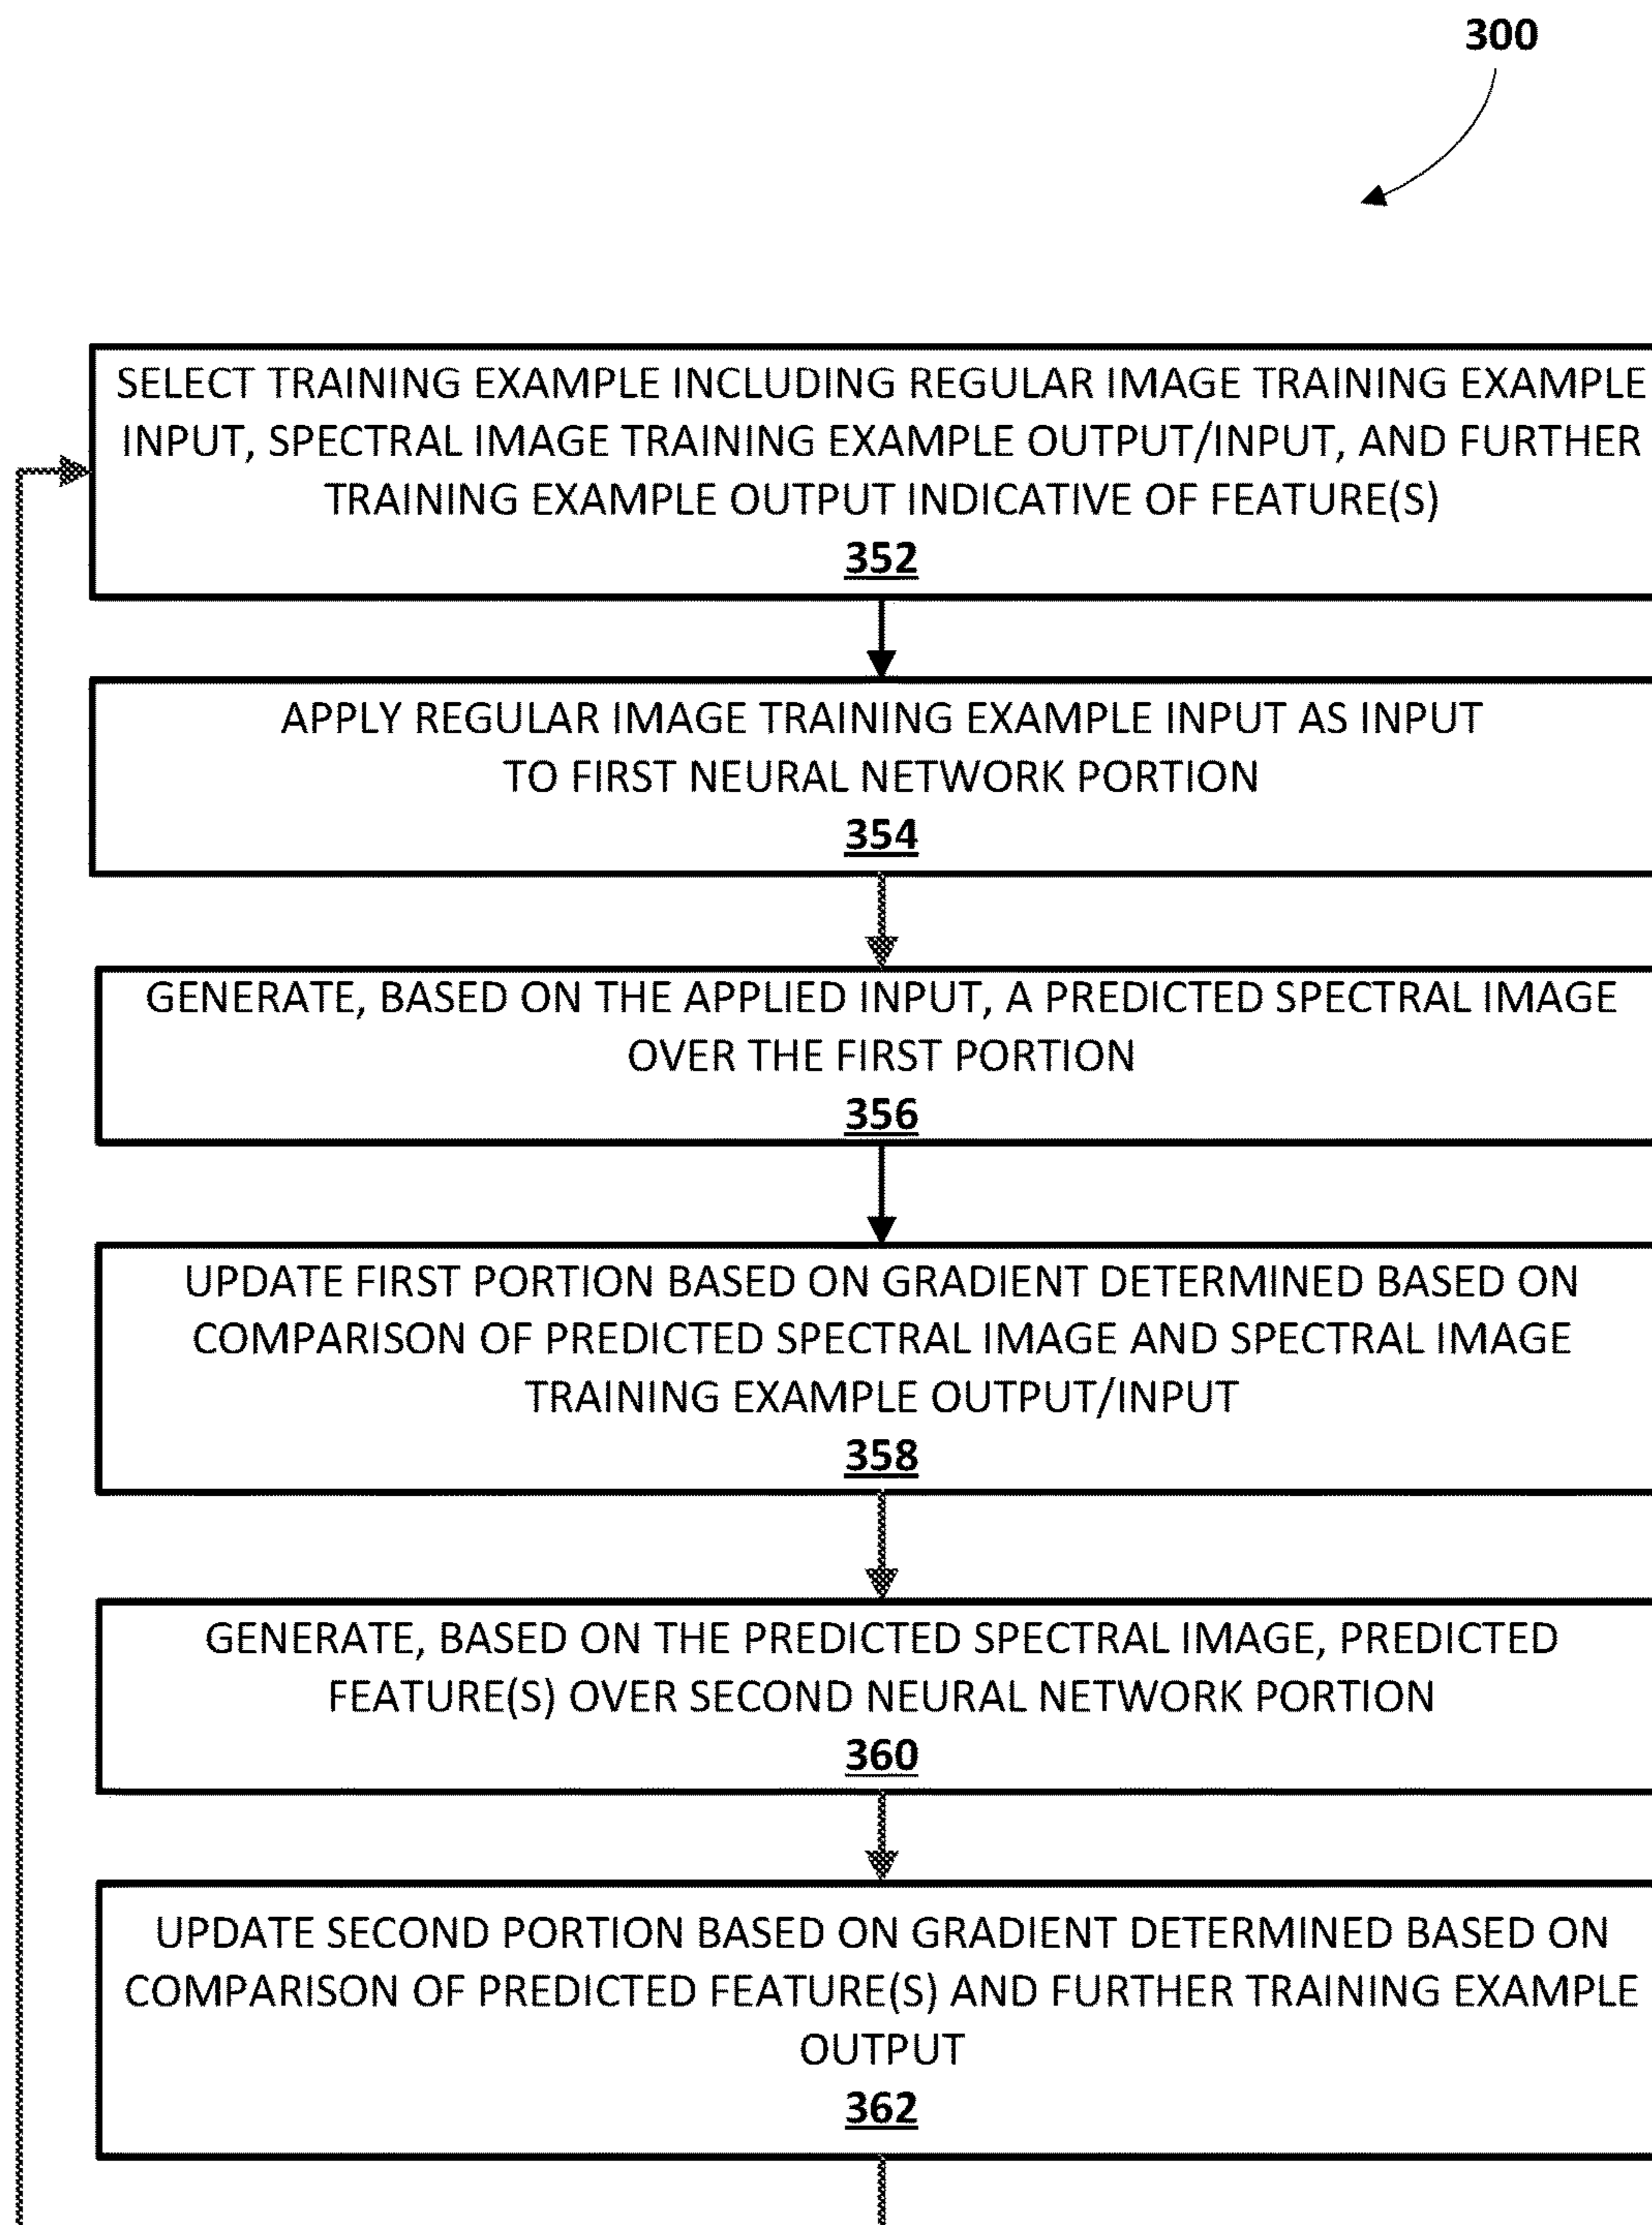 300
SELECT TRAINING EXAMPLE INCLUDING REGULAR IMAGE TRAINING EXAMPLE
INPUT, SPECTRAL IMAGE TRAINING EXAMPLE OUTPUT/INPUT, AND FURTHER
TRAINING EXAMPLE OUTPUT INDICATIVE OF FEATURE(S)
352
APPLY REGULAR IMAGE TRAINING EXAMPLE INPUT AS INPUT
TO FIRST NEURAL NETWORK PORTION
354
GENERATE, BASED ON THE APPLIED INPUT, A PREDICTED SPECTRAL IMAGE
OVER THE FIRST PORTION
356
UPDATE FIRST PORTION BASED ON GRADIENT DETERMINED BASED ON
COMPARISON OF PREDICTED SPECTRAL IMAGE AND SPECTRAL IMAGE
TRAINING EXAMPLE OUTPUT/INPUT
358
GENERATE, BASED ON THE PREDICTED SPECTRAL IMAGE, PREDICTED
FEATURE(S) OVER SECOND NEURAL NETWORK PORTION
360
UPDATE SECOND PORTION BASED ON GRADIENT DETERMINED BASED ON
COMPARISON OF PREDICTED FEATURE(S) AND FURTHER TRAINING EXAMPLE
OUTPUT
362